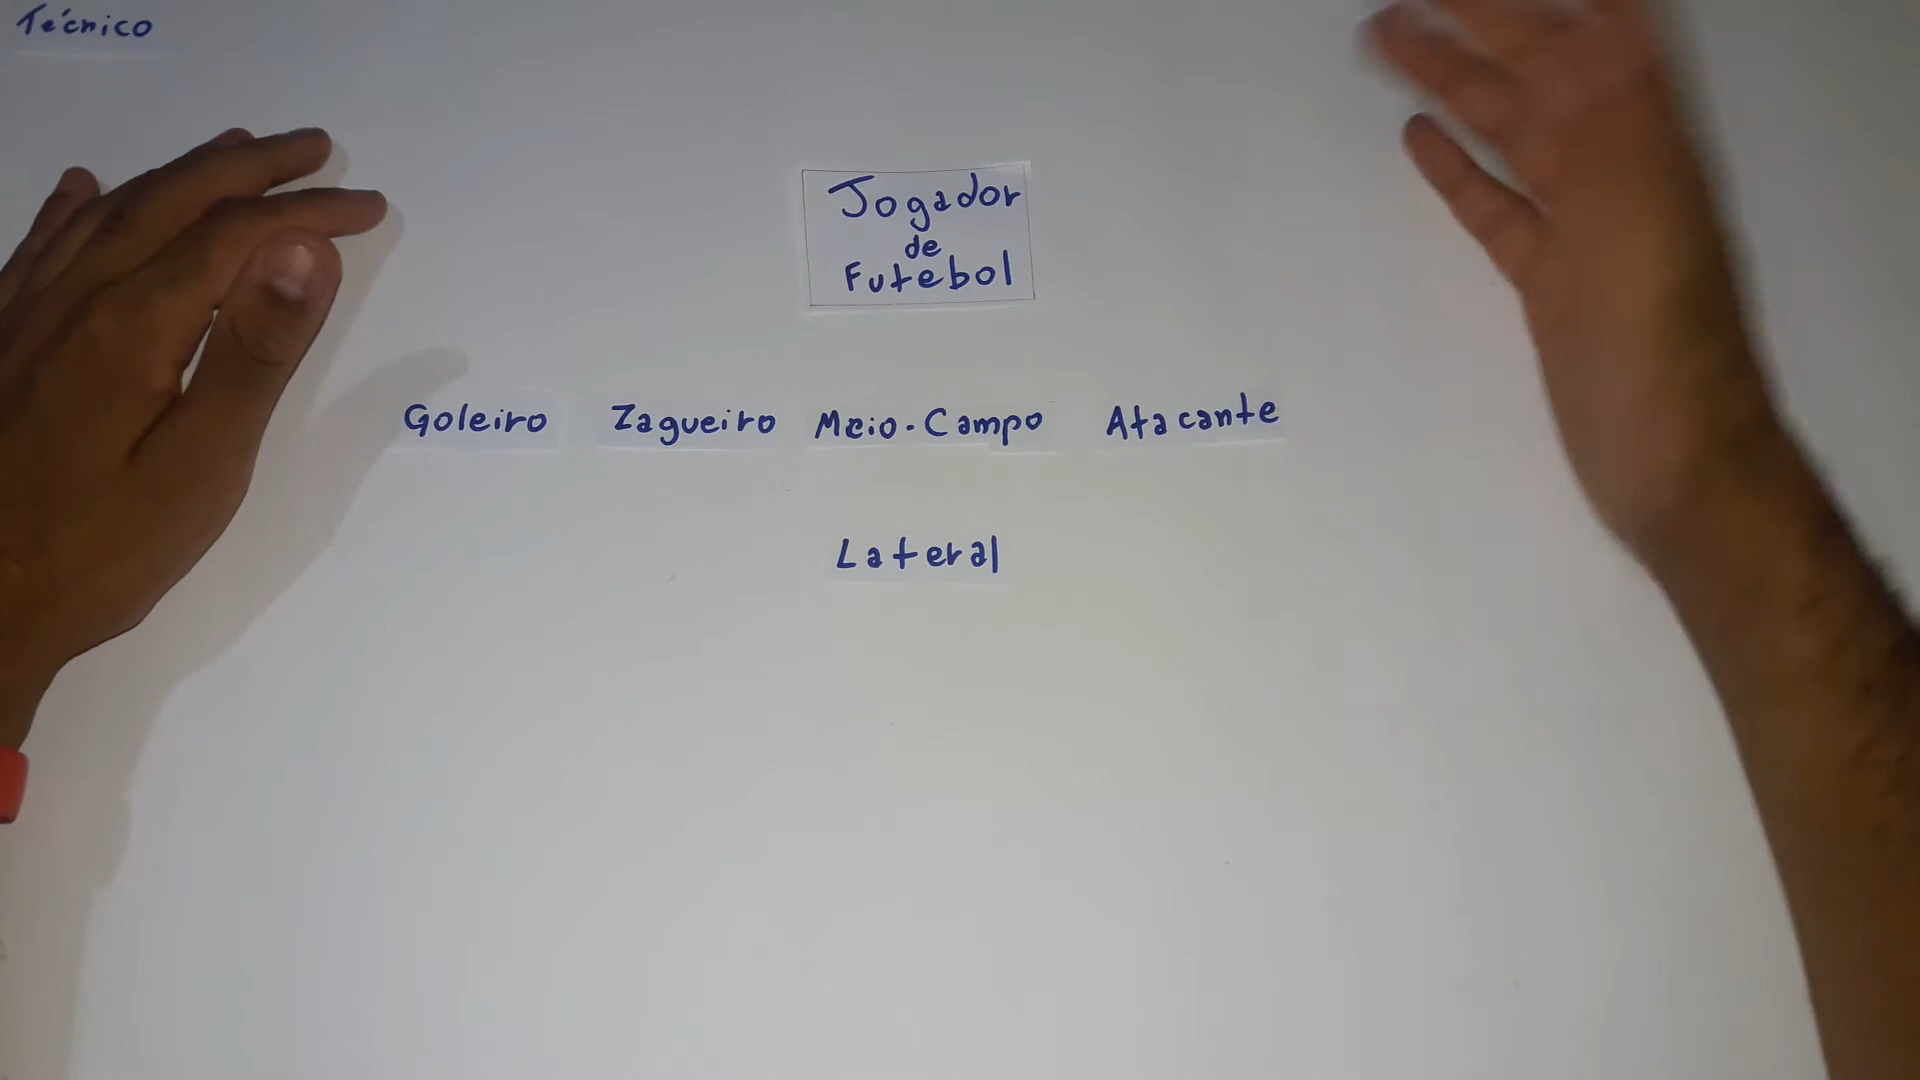 Técnico
Jogador
de
Futebol
Goleiro Zagueiro Meio-Campo Atacante
Lateral